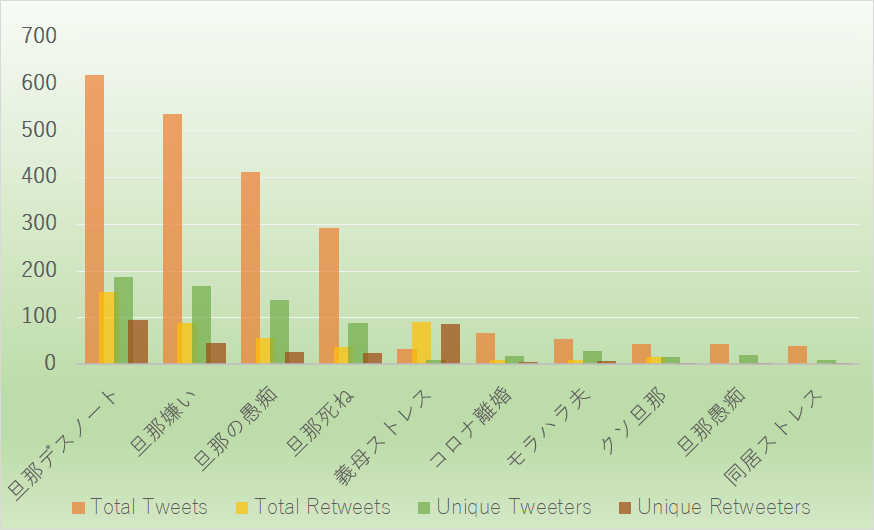 700
600
500
400
300
200
100
0
旦那デスノート
旦那嫌い
旦那の愚痴
旦那死ね
義母ストレス
コロナ離婚
モラハラ夫
クソ旦那
旦那愚痴
同居ストレス
Total Tweets Total Retweets Unique Tweeters Unique Retweeters